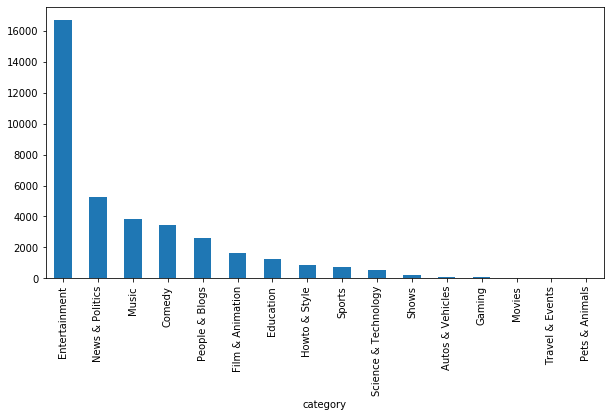 16000
14000
12000
10000
8000
6000
4000
2000
0
Entertainment
News & Politics
Music
Comedy
People & Blogs
Film & Animation
Education
Howto & Style
Sports
Science & Technology
Shows
Autos & Vehicles
Gaming
Movies
Travel & Events
Pets & Animals
category